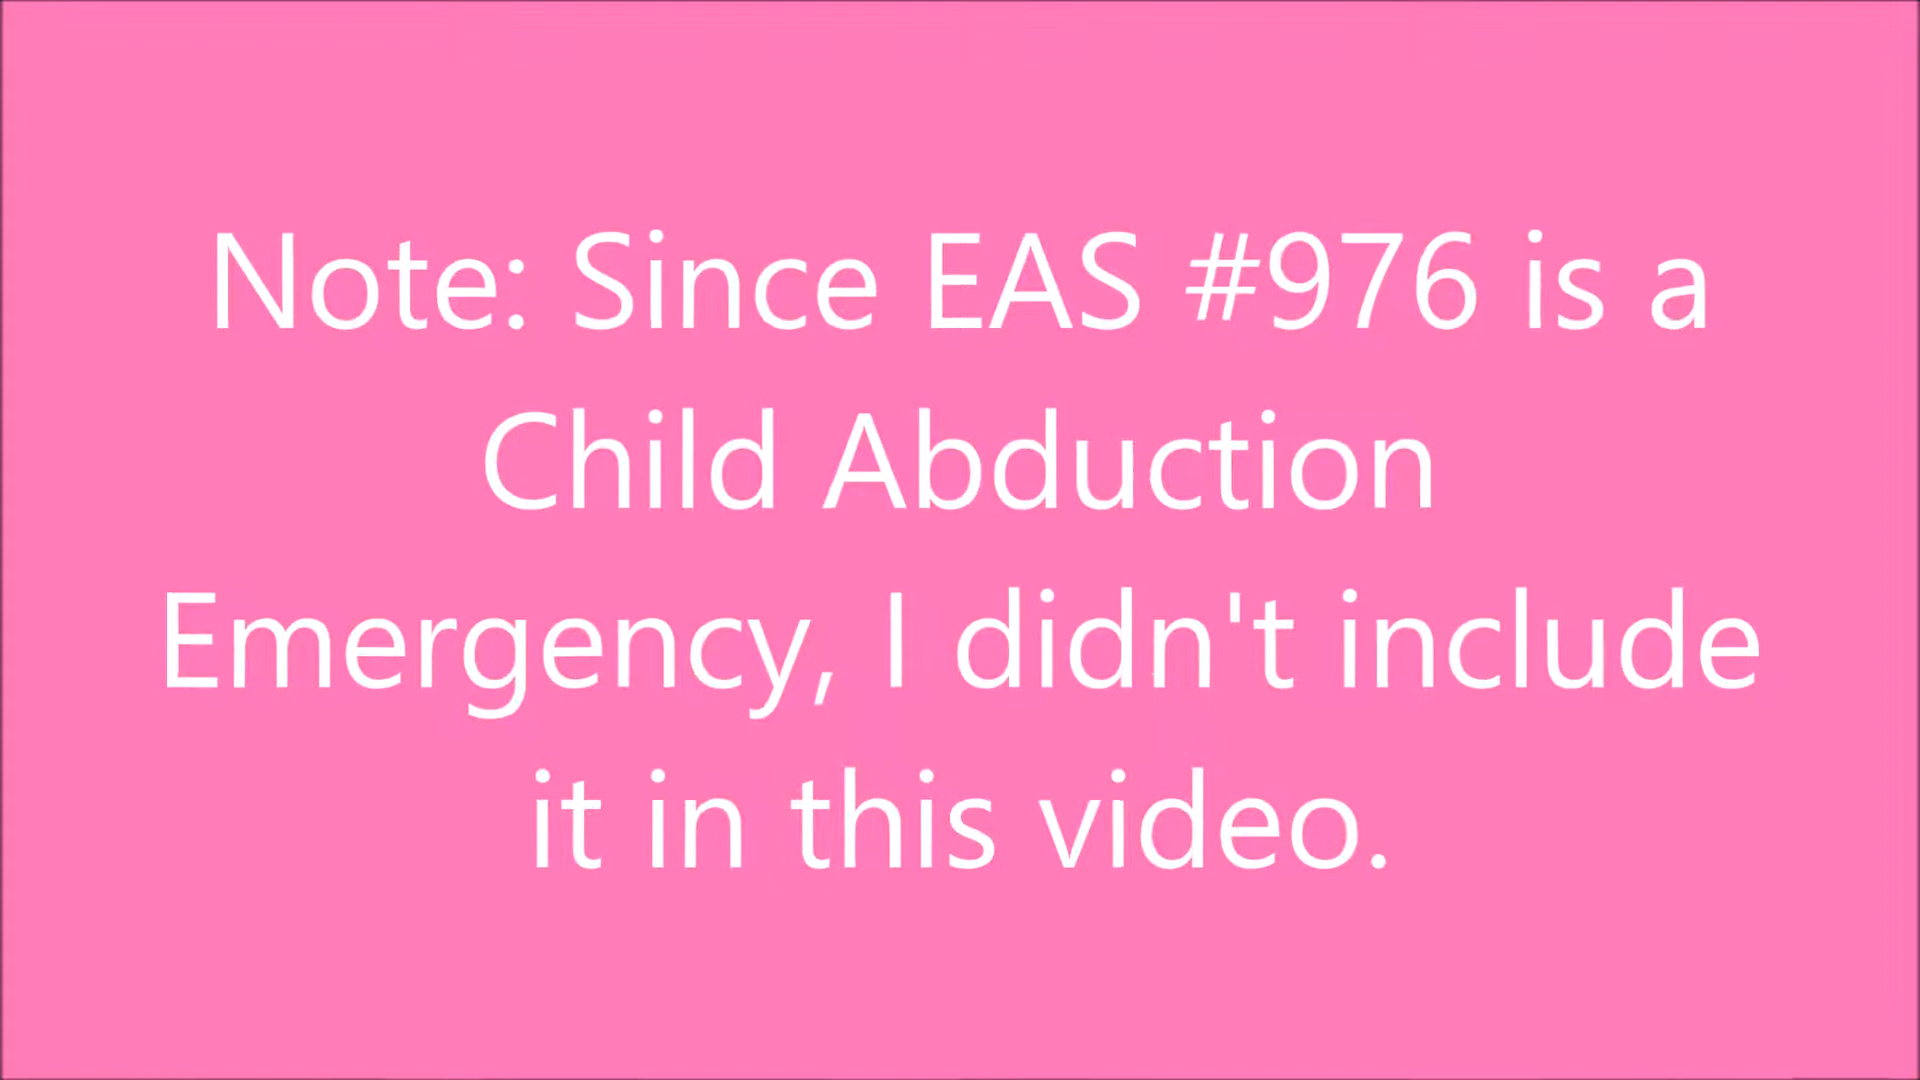 Note: Since EAS #976 is a
Child Abduction
Emergency, I didn't include
it in this video.